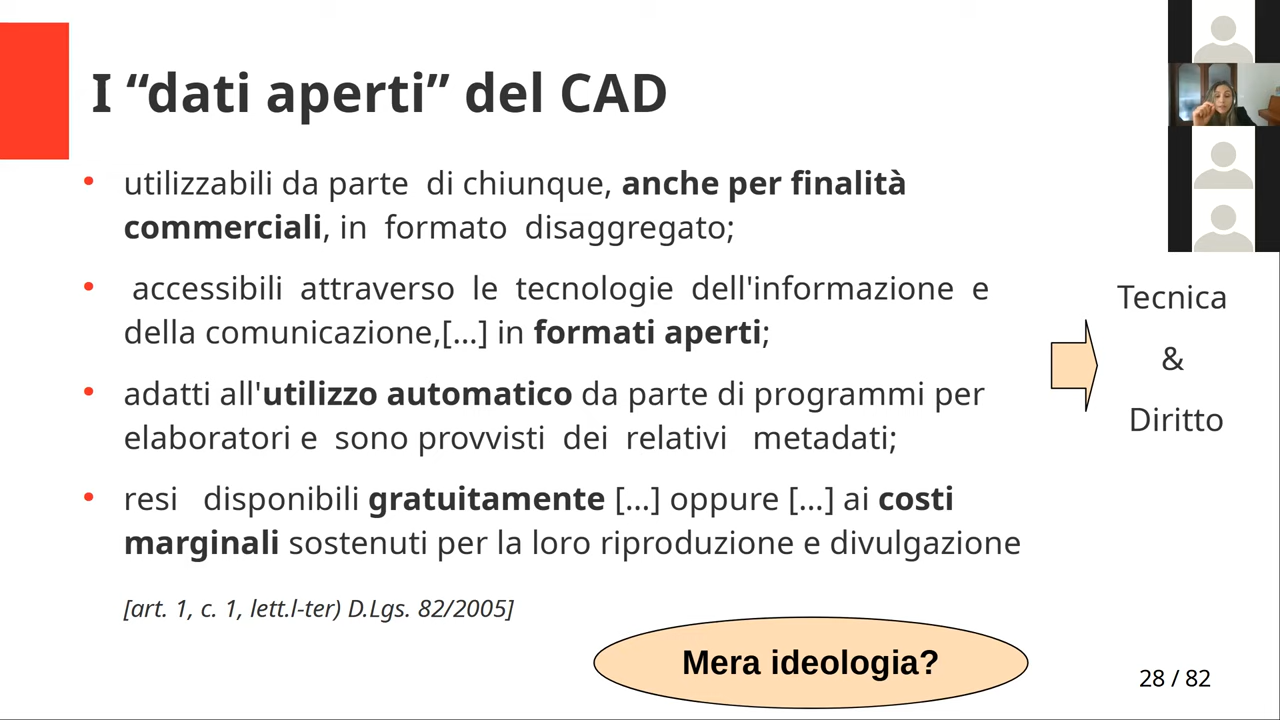 I “dati aperti” del CAD
• utilizzabili da parte di chiunque, anche per finalità
commerciali, in formato disaggregato;
• accessibili attraverso le tecnologie dell'informazione e
della comunicazione,[...] in formati aperti;
• adatti all'utilizzo automatico da parte di programmi per
elaboratori e sono provvisti dei relativi metadati;
• resi disponibili gratuitamente [...] oppure [...] ai costi
marginali sostenuti per la loro riproduzione e divulgazione
[art. 1, c. 1, lett.l-ter) D.Lgs. 82/2005]
Tecnica
&
Diritto
Mera ideologia?
28 / 82